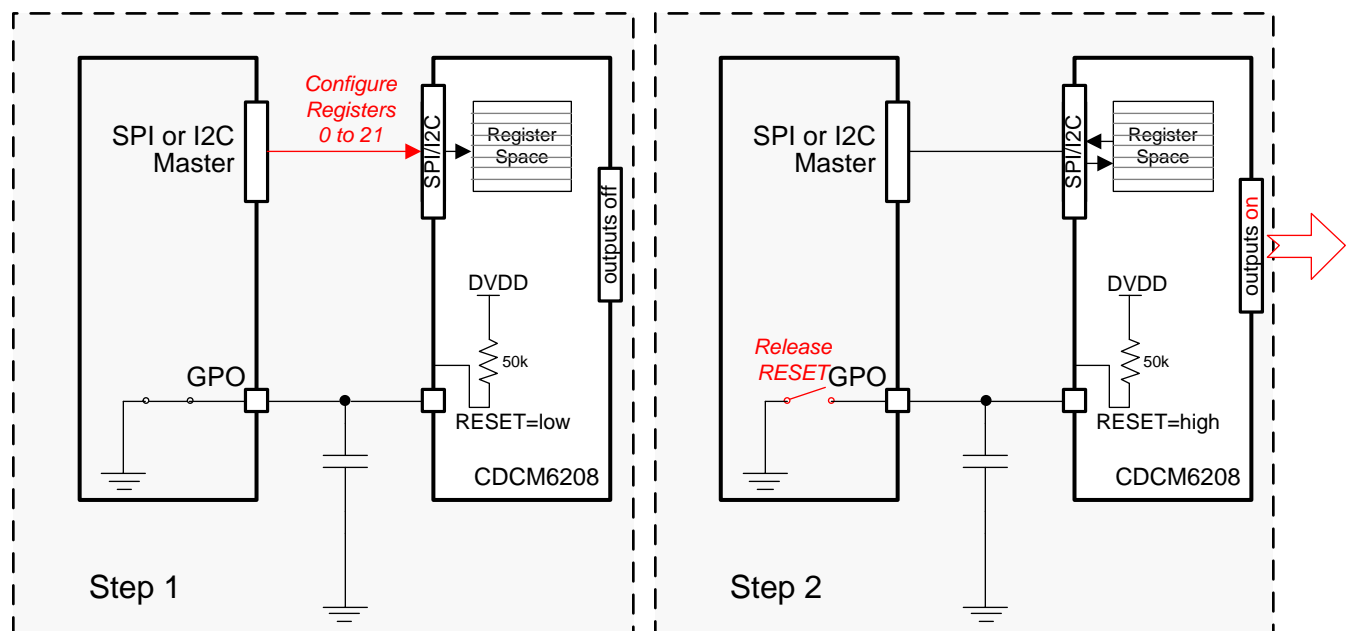 Configure
Registers
0 to 21
SPI or I2C
Master
SPI/I2C
Register
Space
outputs off
DVDD
50k
GPO
RESET=low
CDCM6208
Step 1
SPI or I2C
Master
SPI/I2C
Register
Space
outputs on
DVDD
50k
Release
RESET
GPO
RESET=high
CDCM6208
Step 2